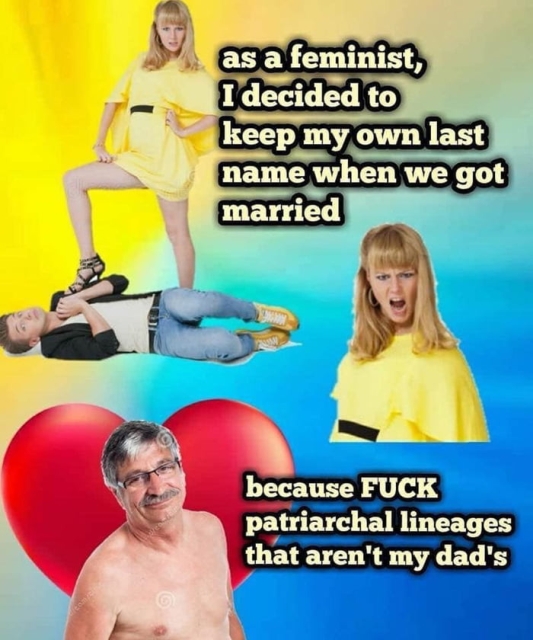 as a feminist,
I decided to
keep my own last
name when we got
married
because FUCK
patriarchal lineages
that aren't my dad's